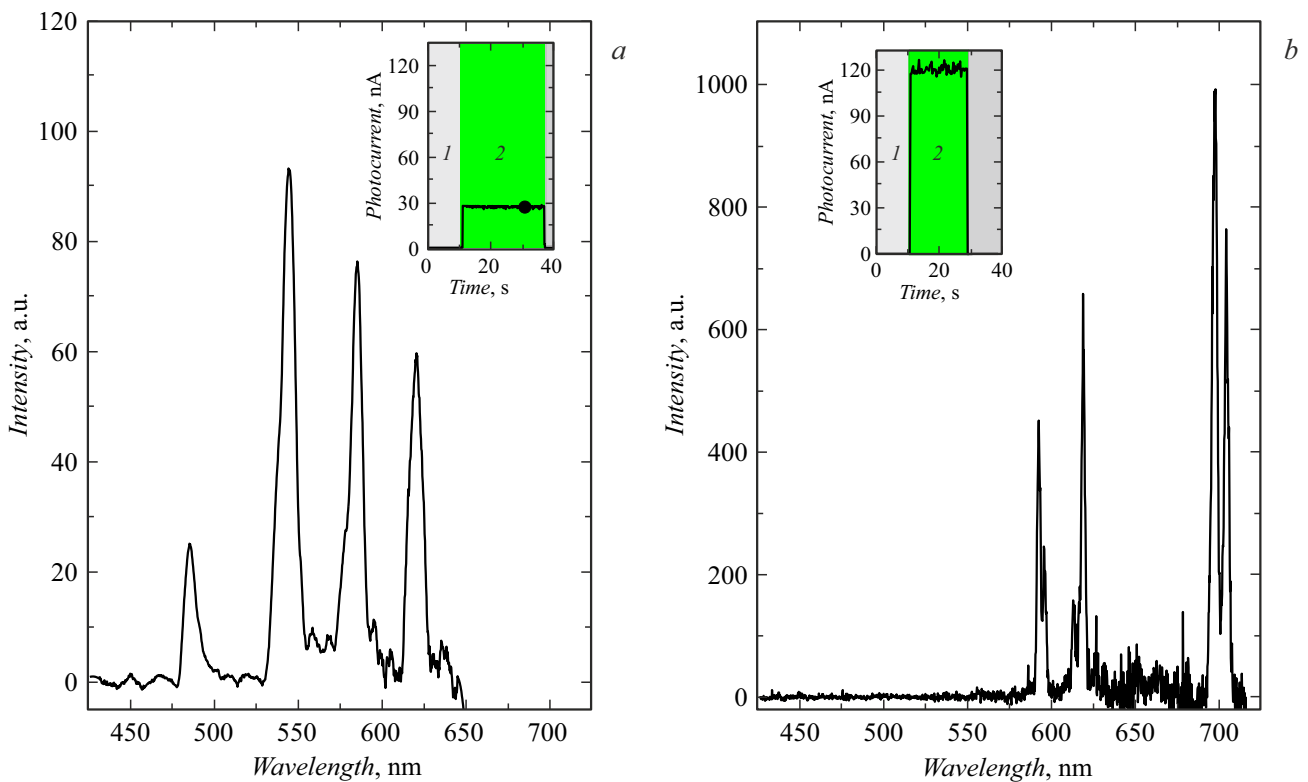 120
100
80
60
40
20
0
Intensity, a.u.
450 500 550 600 650 700
Wavelength, nm
a
120
90
60
30
0
Photocurrent, nA
1 2
0 20 40
Time, s
1000
800
600
400
200
0
Intensity, a.u.
450 500 550 600 650 700
Wavelength, nm
b
120
90
60
30
0
Photocurrent, nA
1 2
0 20 40
Time, s